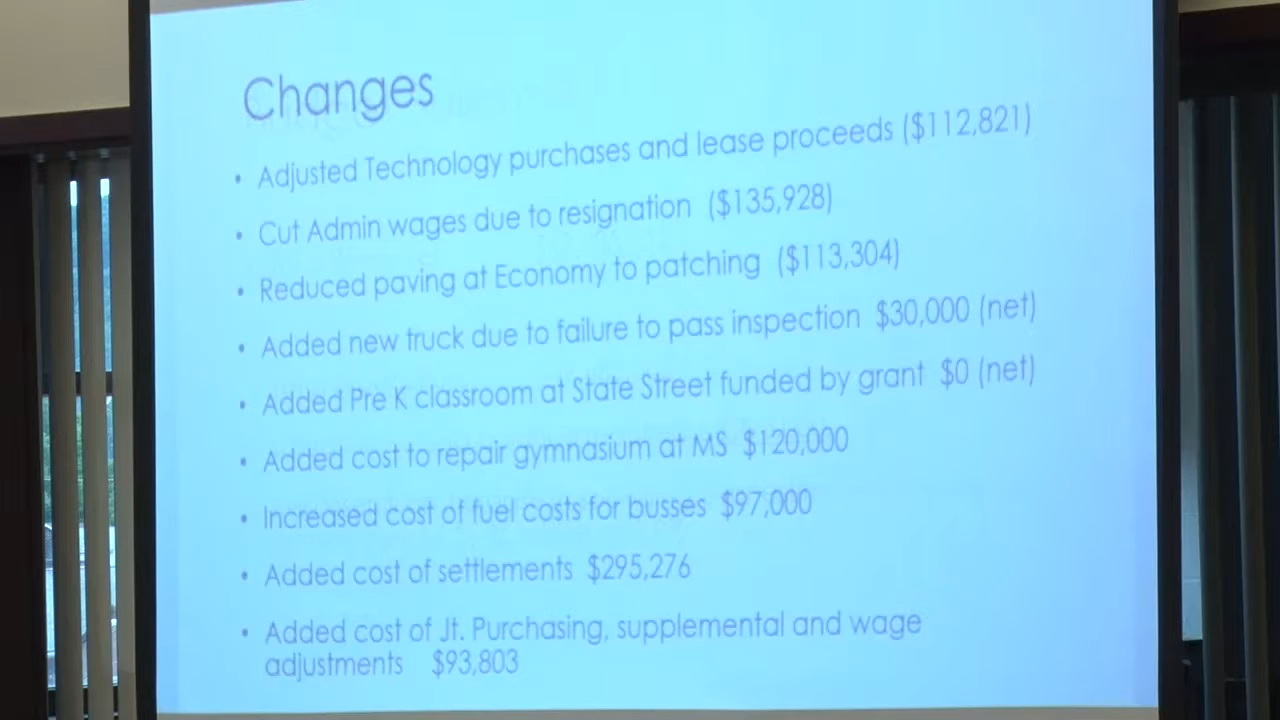 Changes
• Adjusted Technology purchases and lease proceeds ($112,821)
• Cut Admin wages due to resignation ($135,928)
• Reduced paving at Economy to patching ($113,304)
• Added new truck due to failure to pass inspection $30,000 (net)
• Added Pre K classroom at State Street funded by grant $0 (net)
• Added cost to repair gymnasium at MS $120,000
• Increased cost of fuel costs for busses $97,000
• Added cost of settlements $295,276
• Added cost of Jt. Purchasing, supplemental and wage
adjustments $93,803